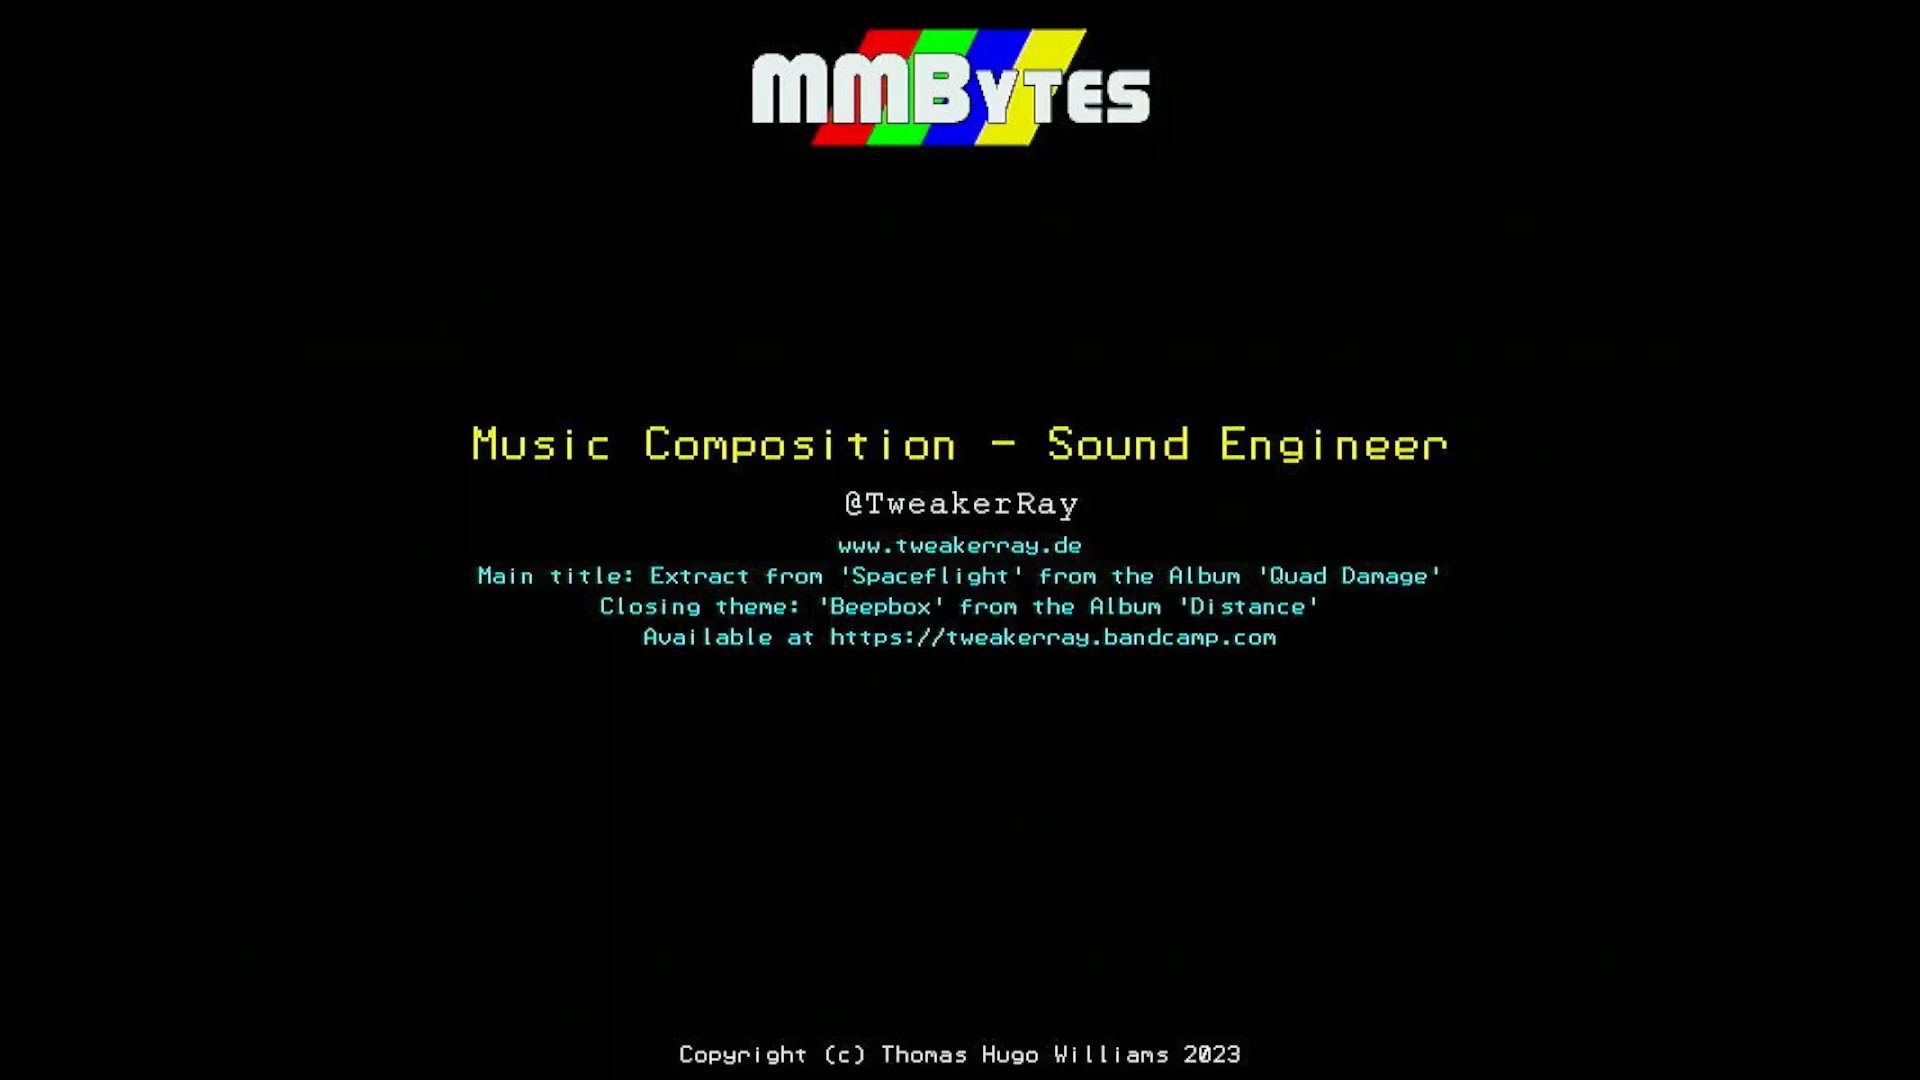 MMBYTES
Music Composition - Sound Engineer
@TweakerRay
www.tweakerray.de
Main title: Extract from 'Spaceflight' from the Album 'Quad Damage'
Closing theme: 'Beepbox' from the Album 'Distance'
Available at https://tweakerray.bandcamp.com
Copyright (c) Thomas Hugo Williams 2023